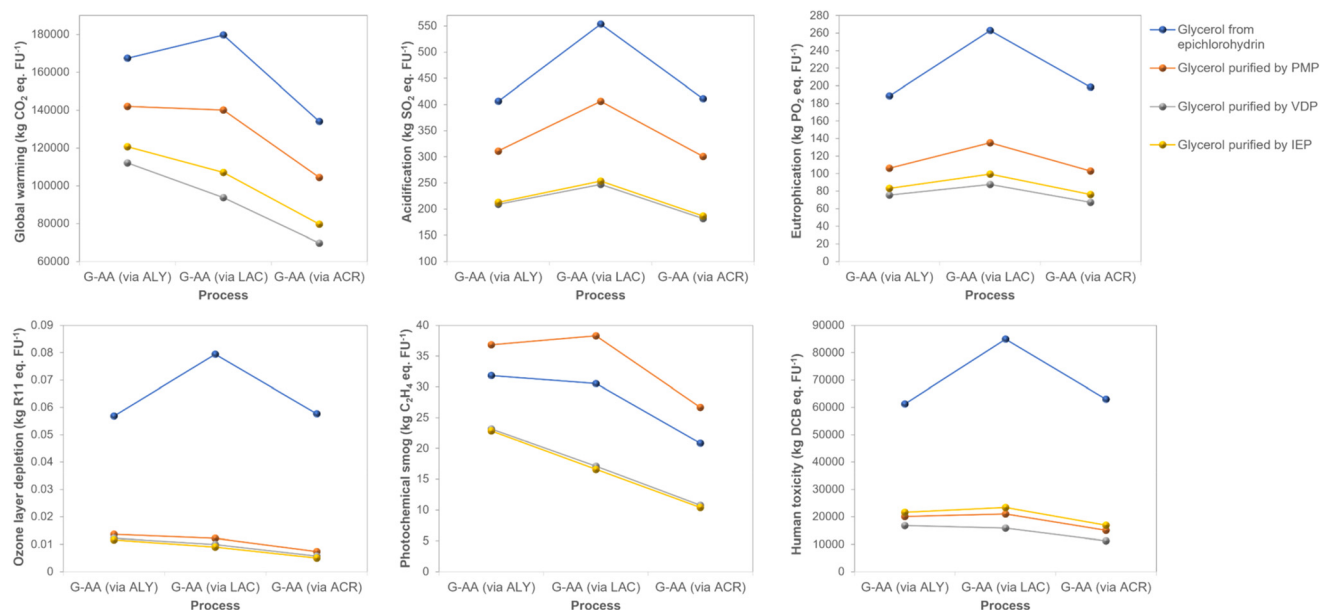 Global warming (kg CO₂ eq. FU⁻¹)
180000
160000
140000
120000
100000
80000
60000
G-AA (via ALY) G-AA (via LAC) G-AA (via ACR)
Process
Acidification (kg SO₂ eq. FU⁻¹)
550
500
450
400
350
300
250
200
150
100
G-AA (via ALY) G-AA (via LAC) G-AA (via ACR)
Process
Eutrophication (kg PO₂ eq. FU⁻¹)
280
260
240
220
200
180
160
140
120
100
80
60
40
20
0
G-AA (via ALY) G-AA (via LAC) G-AA (via ACR)
Process
Glycerol from
epichlorohydrin
Glycerol purified by PMP
Glycerol purified by VDP
Glycerol purified by IEP
Ozone layer depletion (kg R11 eq. FU⁻¹)
0.09
0.08
0.07
0.06
0.05
0.04
0.03
0.02
0.01
0
G-AA (via ALY) G-AA (via LAC) G-AA (via ACR)
Process
Photochemical smog (kg C₂H₄ eq. FU⁻¹)
40
35
30
25
20
15
10
5
0
G-AA (via ALY) G-AA (via LAC) G-AA (via ACR)
Process
Human toxicity (kg DCB eq. FU⁻¹)
90000
80000
70000
60000
50000
40000
30000
20000
10000
0
G-AA (via ALY) G-AA (via LAC) G-AA (via ACR)
Process